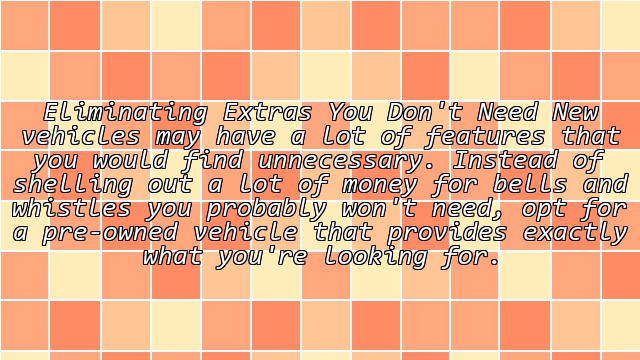 Eliminating Extras You Don't Need New
vehicles may have a lot of features that
you would find unnecessary. Instead of
shelling out a lot of money for bells and
whistles you probably won't need, opt for
a pre-owned vehicle that provides exactly
what you're looking for.